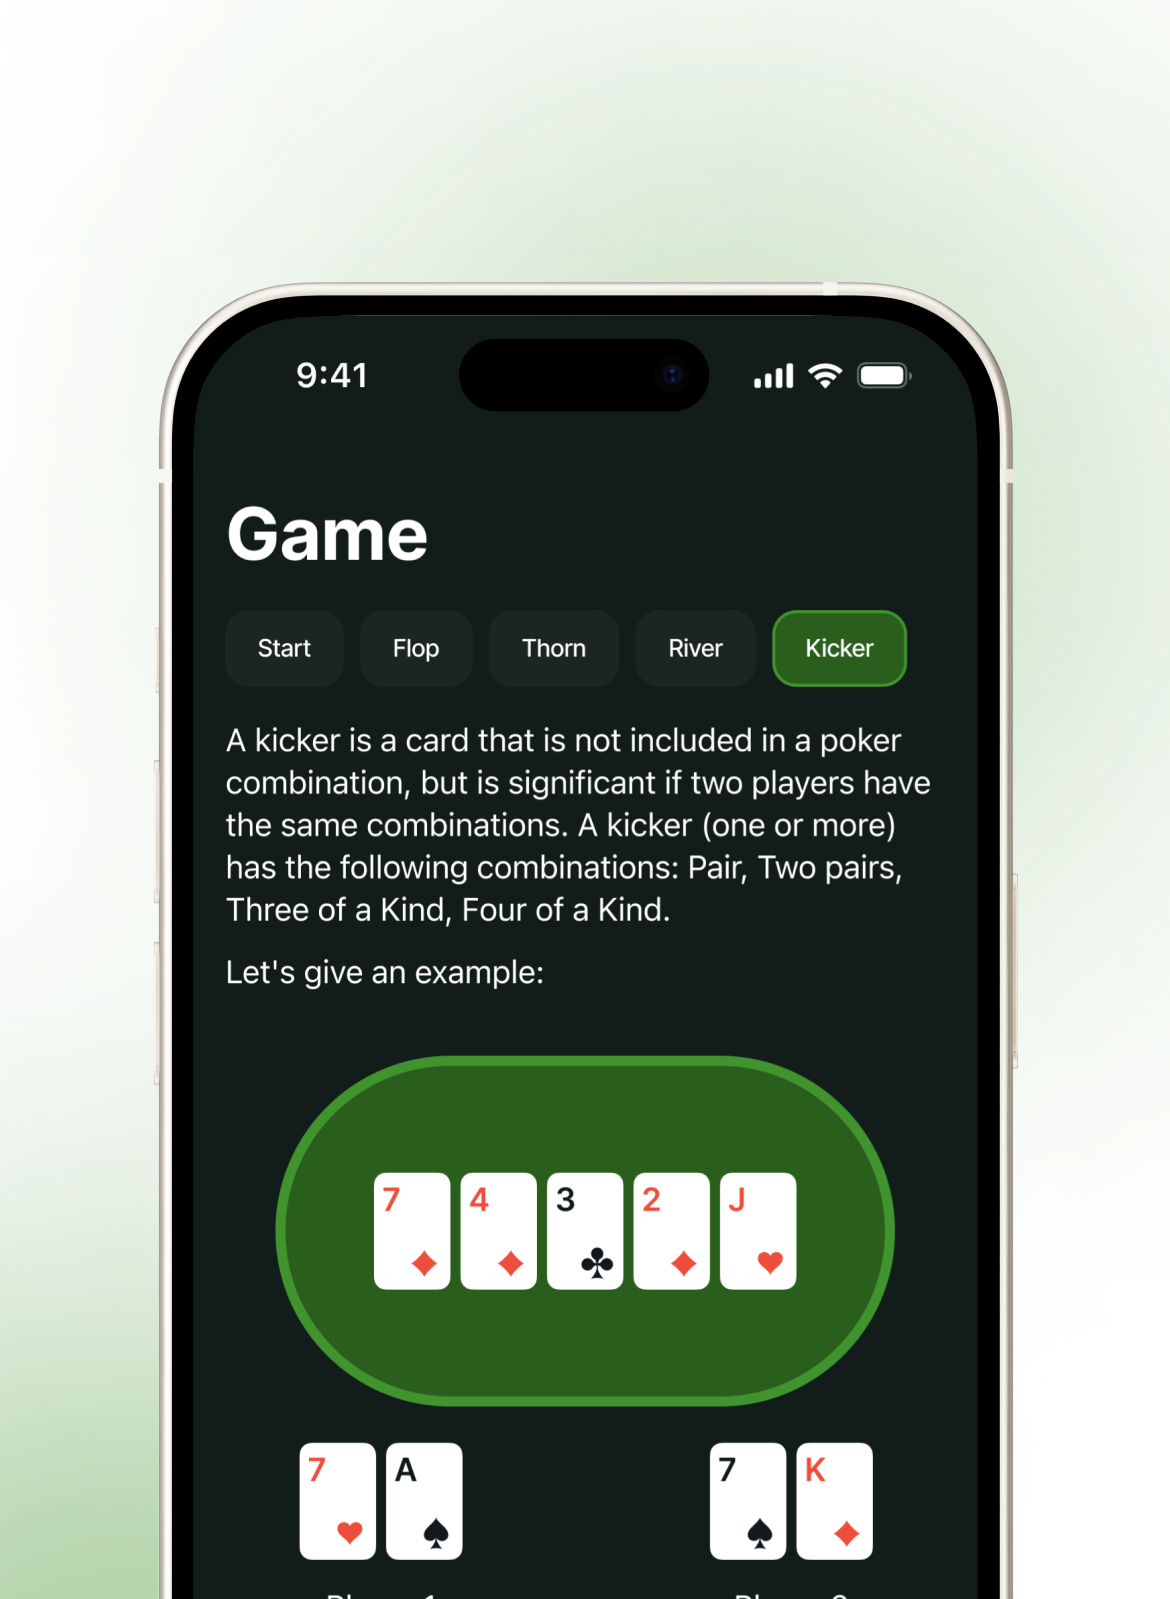 9:41
Game
Start Flop Thorn River Kicker
A kicker is a card that is not included in a poker
combination, but is significant if two players have
the same combinations. A kicker (one or more)
has the following combinations: Pair, Two pairs,
Three of a Kind, Four of a Kind.
Let's give an example:
7 4 3 2 J
7 A 7 K